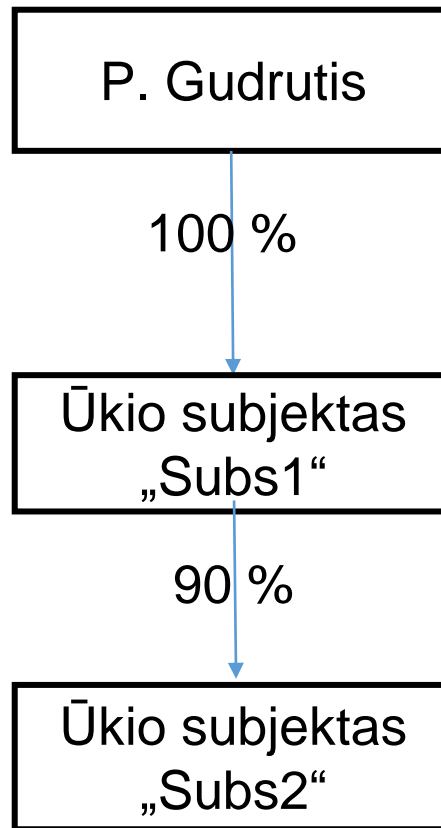 P. Gudrutis
100 %
Ūkio subjektas
„Subs1“
90 %
Ūkio subjektas
„Subs2“